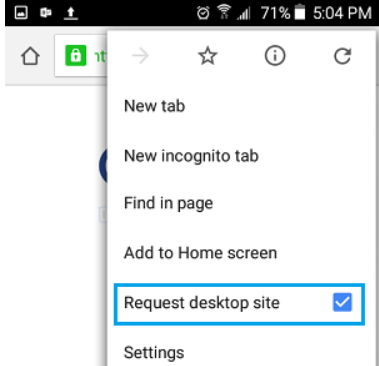 71% 5:04 PM
New tab
New incognito tab
Find in page
Add to Home screen
Request desktop site
Settings